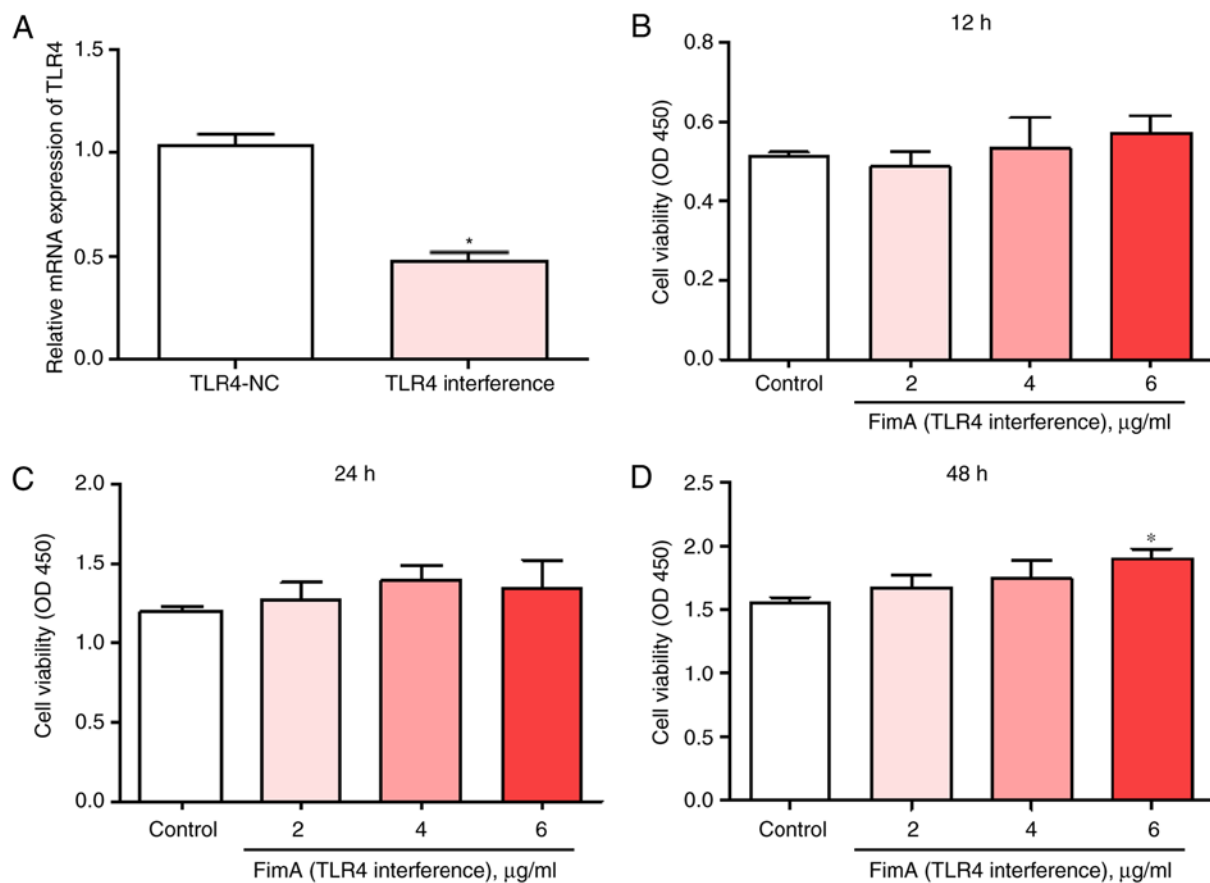 A
Relative mRNA expression of TLR4
1.5
1.0
0.5
0.0
*
TLR4-NC
TLR4 interference
B
12 h
Cell viability (OD 450)
0.8
0.6
0.4
0.2
0.0
Control
2
4
6
FimA (TLR4 interference), μg/ml
C
24 h
Cell viability (OD 450)
2.0
1.5
1.0
0.5
0.0
Control
2
4
6
FimA (TLR4 interference), μg/ml
D
48 h
Cell viability (OD 450)
2.5
2.0
1.5
1.0
0.5
0.0
*
Control
2
4
6
FimA (TLR4 interference), μg/ml